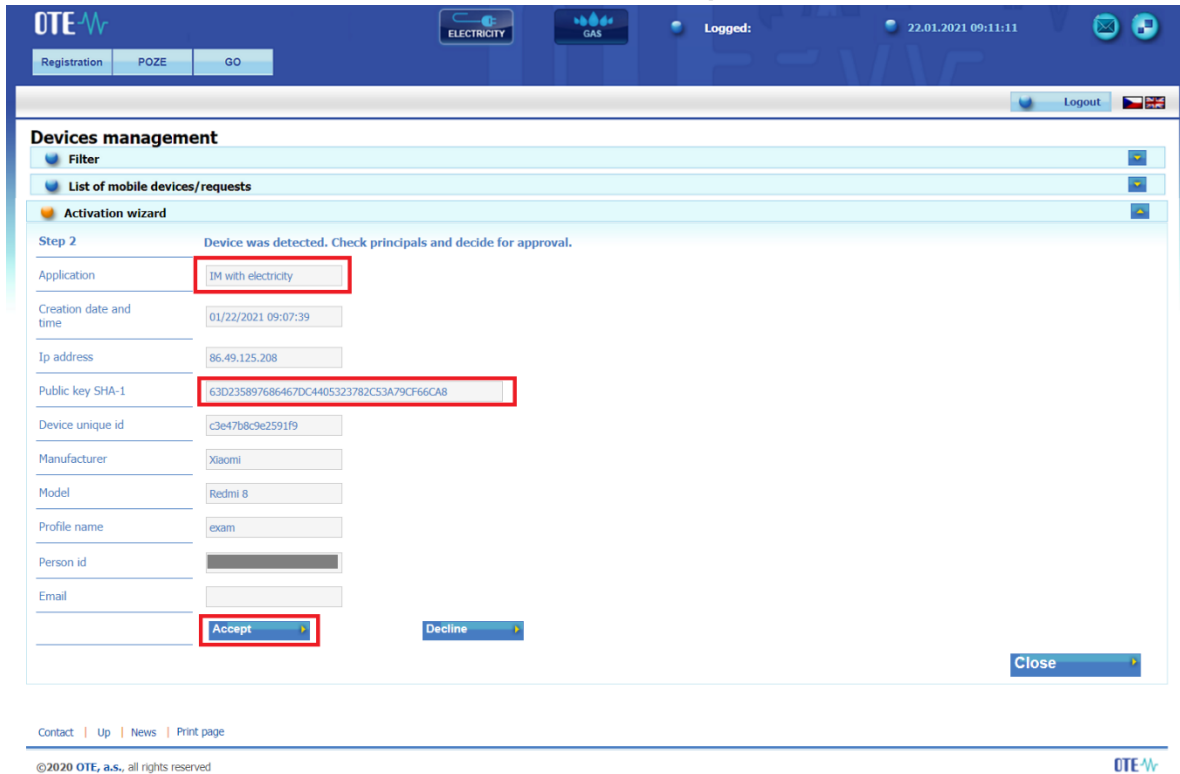 OTE
ELECTRICITY
GAS
Logged:
22.01.2021 09:11:11
Registration POZE GO
Logout
Devices management
Filter
List of mobile devices/requests
Activation wizard
Step 2 Device was detected. Check principals and decide for approval.
Application IM with electricity
Creation date and
time 01/22/2021 09:07:39
Ip address 86.49.125.208
Public key SHA-1 63D235897686467DC4405323782C53A79CF66CA8
Device unique id c3e47b8c9e2591f9
Manufacturer Xiaomi
Model Redmi 8
Profile name exam
Person id
Email
Accept Decline
Close
Contact | Up | News | Print page
©2020 OTE, a.s., all rights reserved OTE